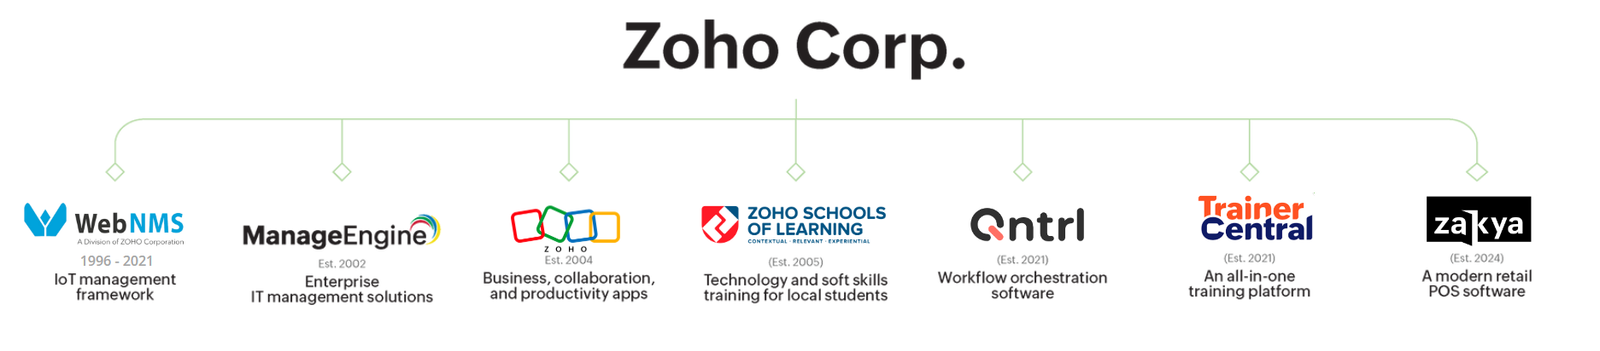 Zoho Corp.
WebNMS
A Division of ZOHO Corporation
1996 - 2021
IoT management
framework
ManageEngine
Est. 2002
Enterprise
IT management solutions
ZOHO
Est. 2004
Business, collaboration,
and productivity apps
ZOHO SCHOOLS
OF LEARNING
CONTEXTUAL · RELEVANT · EXPERIENTIAL
(Est. 2005)
Technology and soft skills
training for local students
Qntrl
(Est. 2021)
Workflow orchestration
software
Trainer
Central
(Est. 2021)
An all-in-one
training platform
zakya
(Est. 2024)
A modern retail
POS software